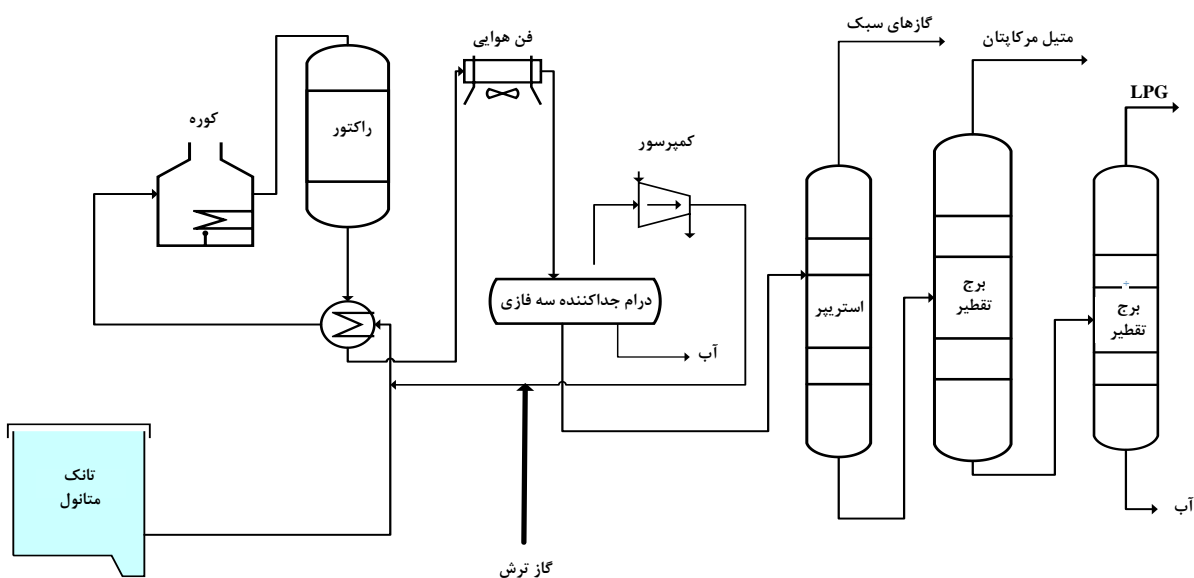 گازهای سبک
متیل مرکاپتان
فن هوایی
LPG
کوره
راکتور
کمپرسور
درام جداکننده سه فازی
استریپر
برج
تقطیر
÷
برج
تقطیر
آب
تانک
متانول
آب
گاز ترش